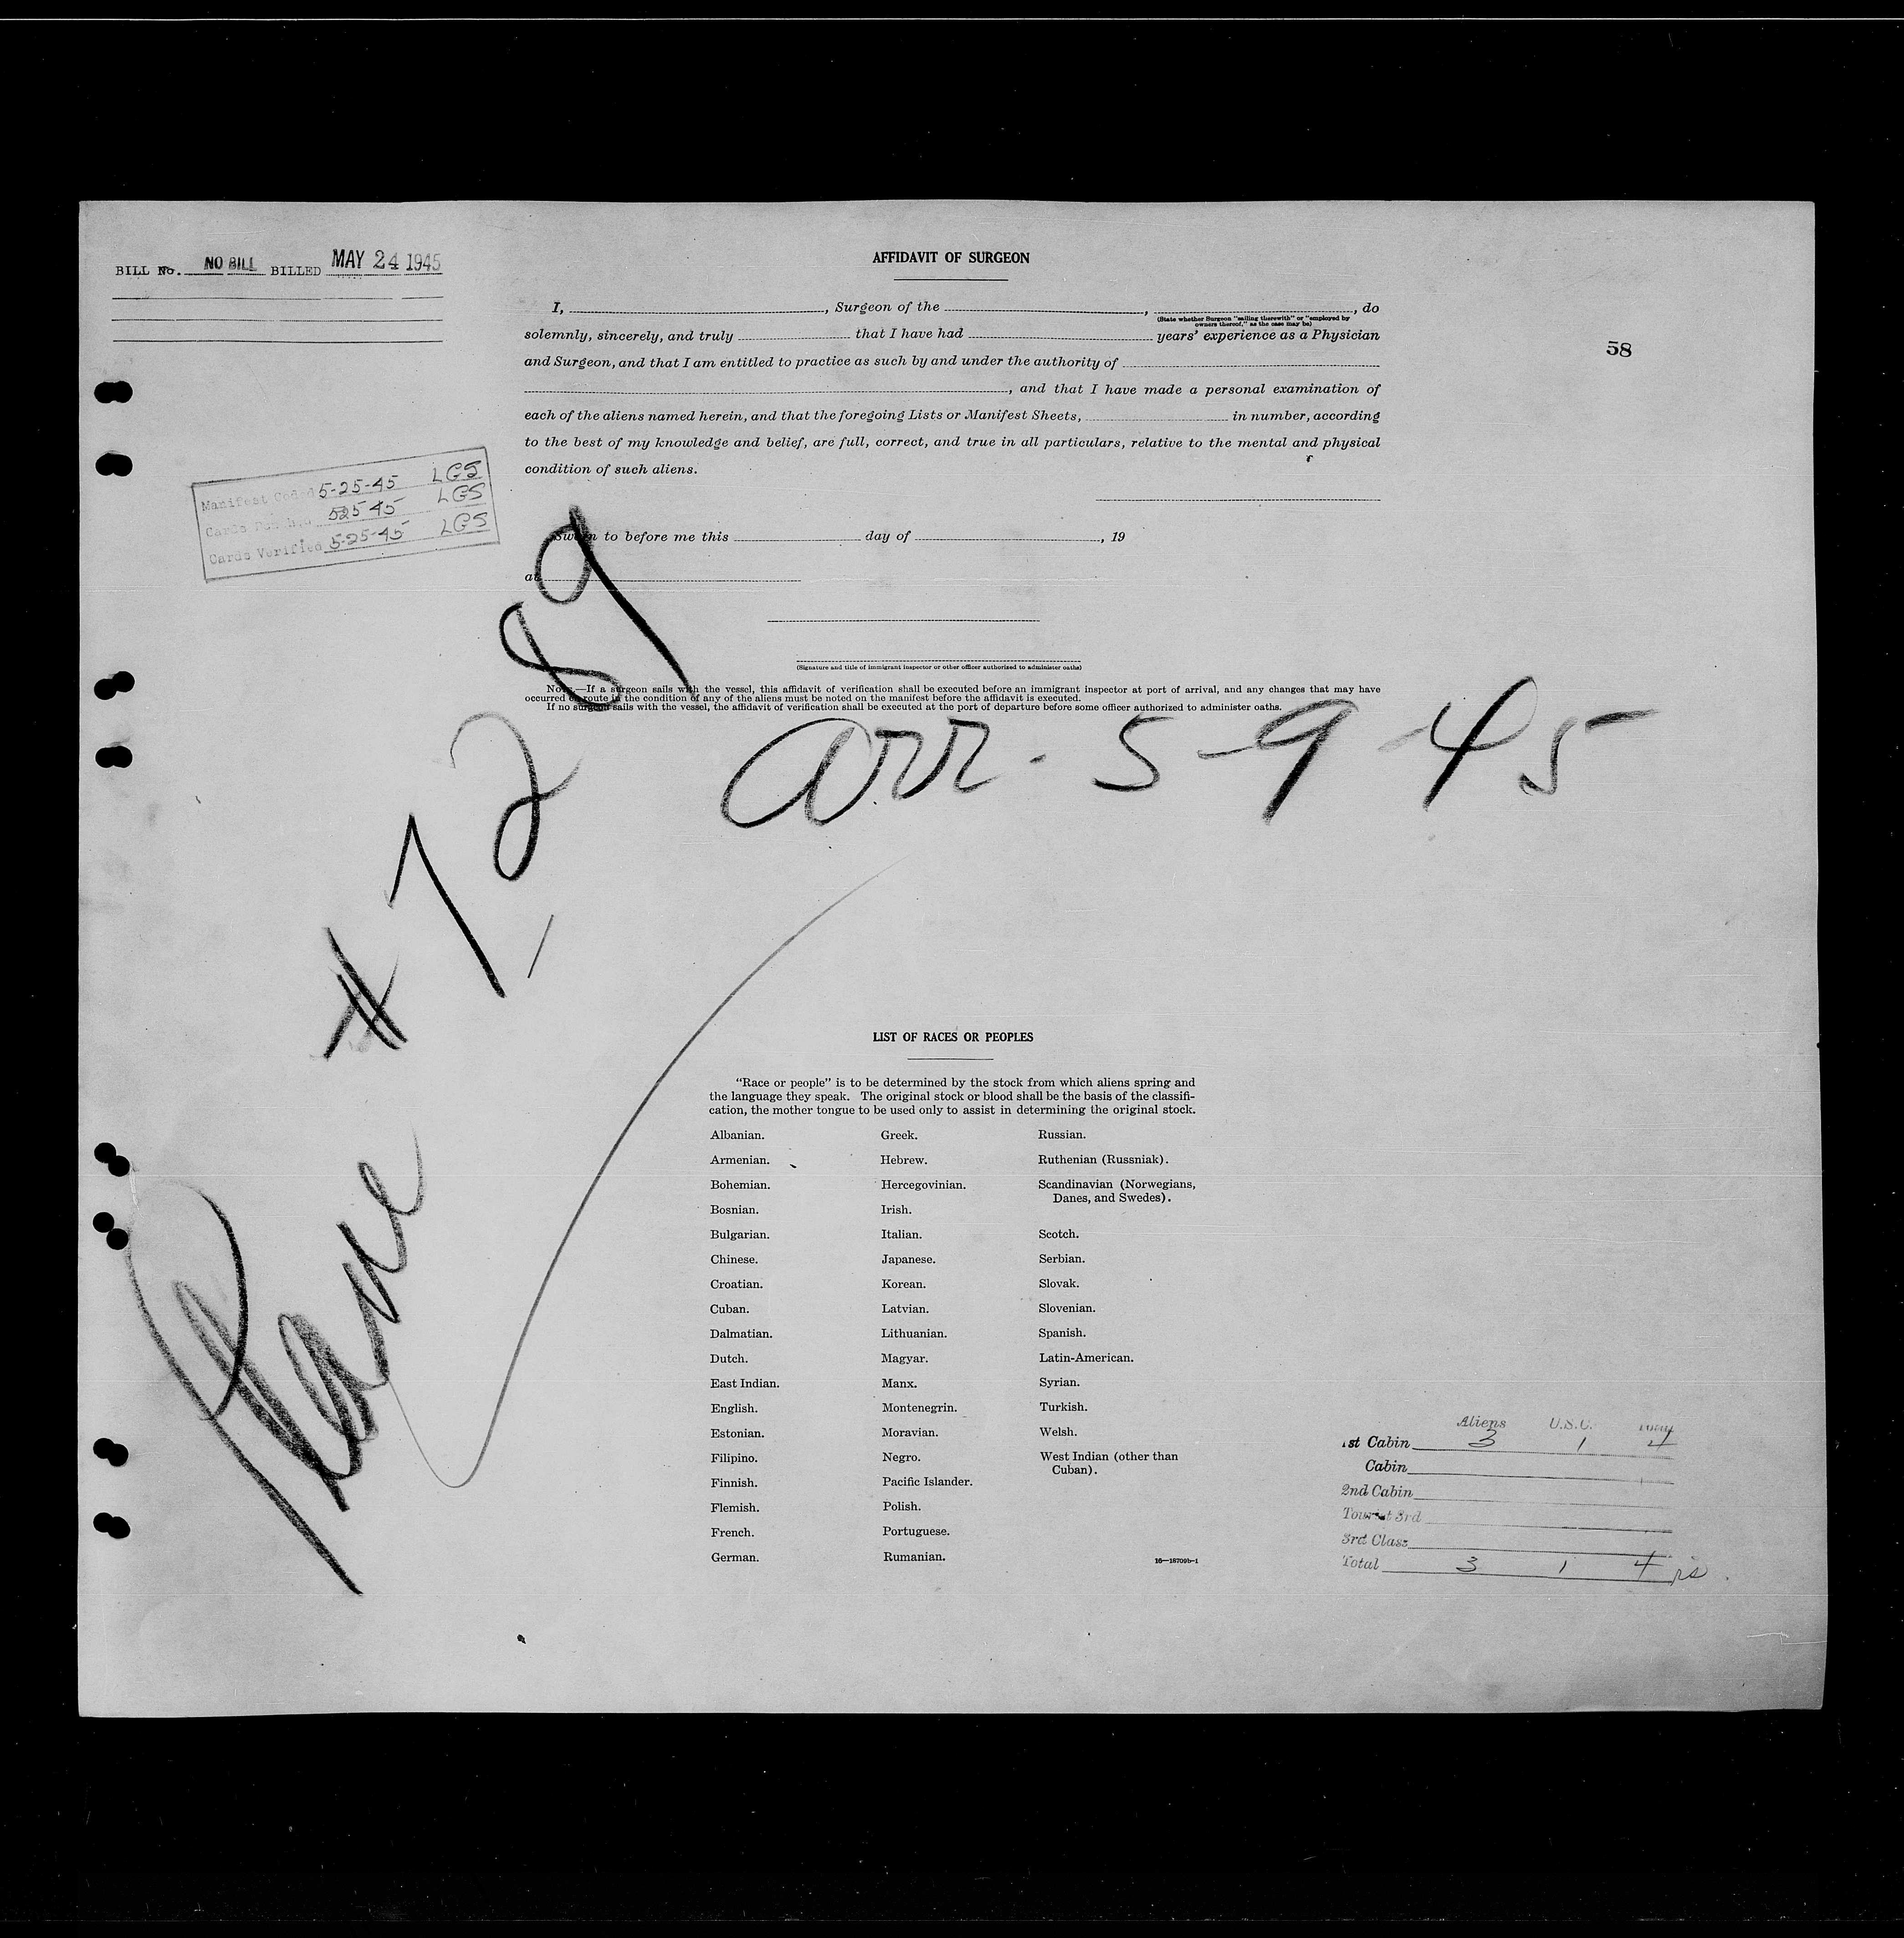 BILL No. NO BILL BILLED MAY 24 1945
AFFIDAVIT OF SURGEON
I, , Surgeon of the , , do
(State whether Surgeon "sailing therewith" or "employed by
owners thereof," as the case may be)
solemnly, sincerely, and truly that I have had years' experience as a Physician
and Surgeon, and that I am entitled to practice as such by and under the authority of
, and that I have made a personal examination of
each of the aliens named herein, and that the foregoing Lists or Manifest Sheets, in number, according
to the best of my knowledge and belief, are full, correct, and true in all particulars, relative to the mental and physical
condition of such aliens.
58
Manifest Coded 5-25-45 LGS
Cards Punched 5-25-45 LGS
Cards Verified 5-25-45 LGS
Sworn to before me this day of , 19
at
(Signature and title of immigrant inspector or other officer authorized to administer oaths)
NOTE.—If a surgeon sails with the vessel, this affidavit of verification shall be executed before an immigrant inspector at port of arrival, and any changes that may have
occurred en route in the condition of any of the aliens must be noted on the manifest before the affidavit is executed.
If no surgeon sails with the vessel, the affidavit of verification shall be executed at the port of departure before some officer authorized to administer oaths.
Plane #7289
arr - 5-9-45
LIST OF RACES OR PEOPLES
"Race or people" is to be determined by the stock from which aliens spring and
the language they speak. The original stock or blood shall be the basis of the classifi-
cation, the mother tongue to be used only to assist in determining the original stock.
Albanian.
Armenian.
Bohemian.
Bosnian.
Bulgarian.
Chinese.
Croatian.
Cuban.
Dalmatian.
Dutch.
East Indian.
English.
Estonian.
Filipino.
Finnish.
Flemish.
French.
German.
Greek.
Hebrew.
Hercegovinian.
Irish.
Italian.
Japanese.
Korean.
Latvian.
Lithuanian.
Magyar.
Manx.
Montenegrin.
Moravian.
Negro.
Pacific Islander.
Polish.
Portuguese.
Rumanian.
Russian.
Ruthenian (Russniak).
Scandinavian (Norwegians,
Danes, and Swedes).
Scotch.
Serbian.
Slovak.
Slovenian.
Spanish.
Latin-American.
Syrian.
Turkish.
Welsh.
West Indian (other than
Cuban).
16—18709b-1
Aliens U.S.C. Total
1st Cabin 3 1 4
Cabin
2nd Cabin
Tourist 3rd
3rd Class
Total 3 1 4